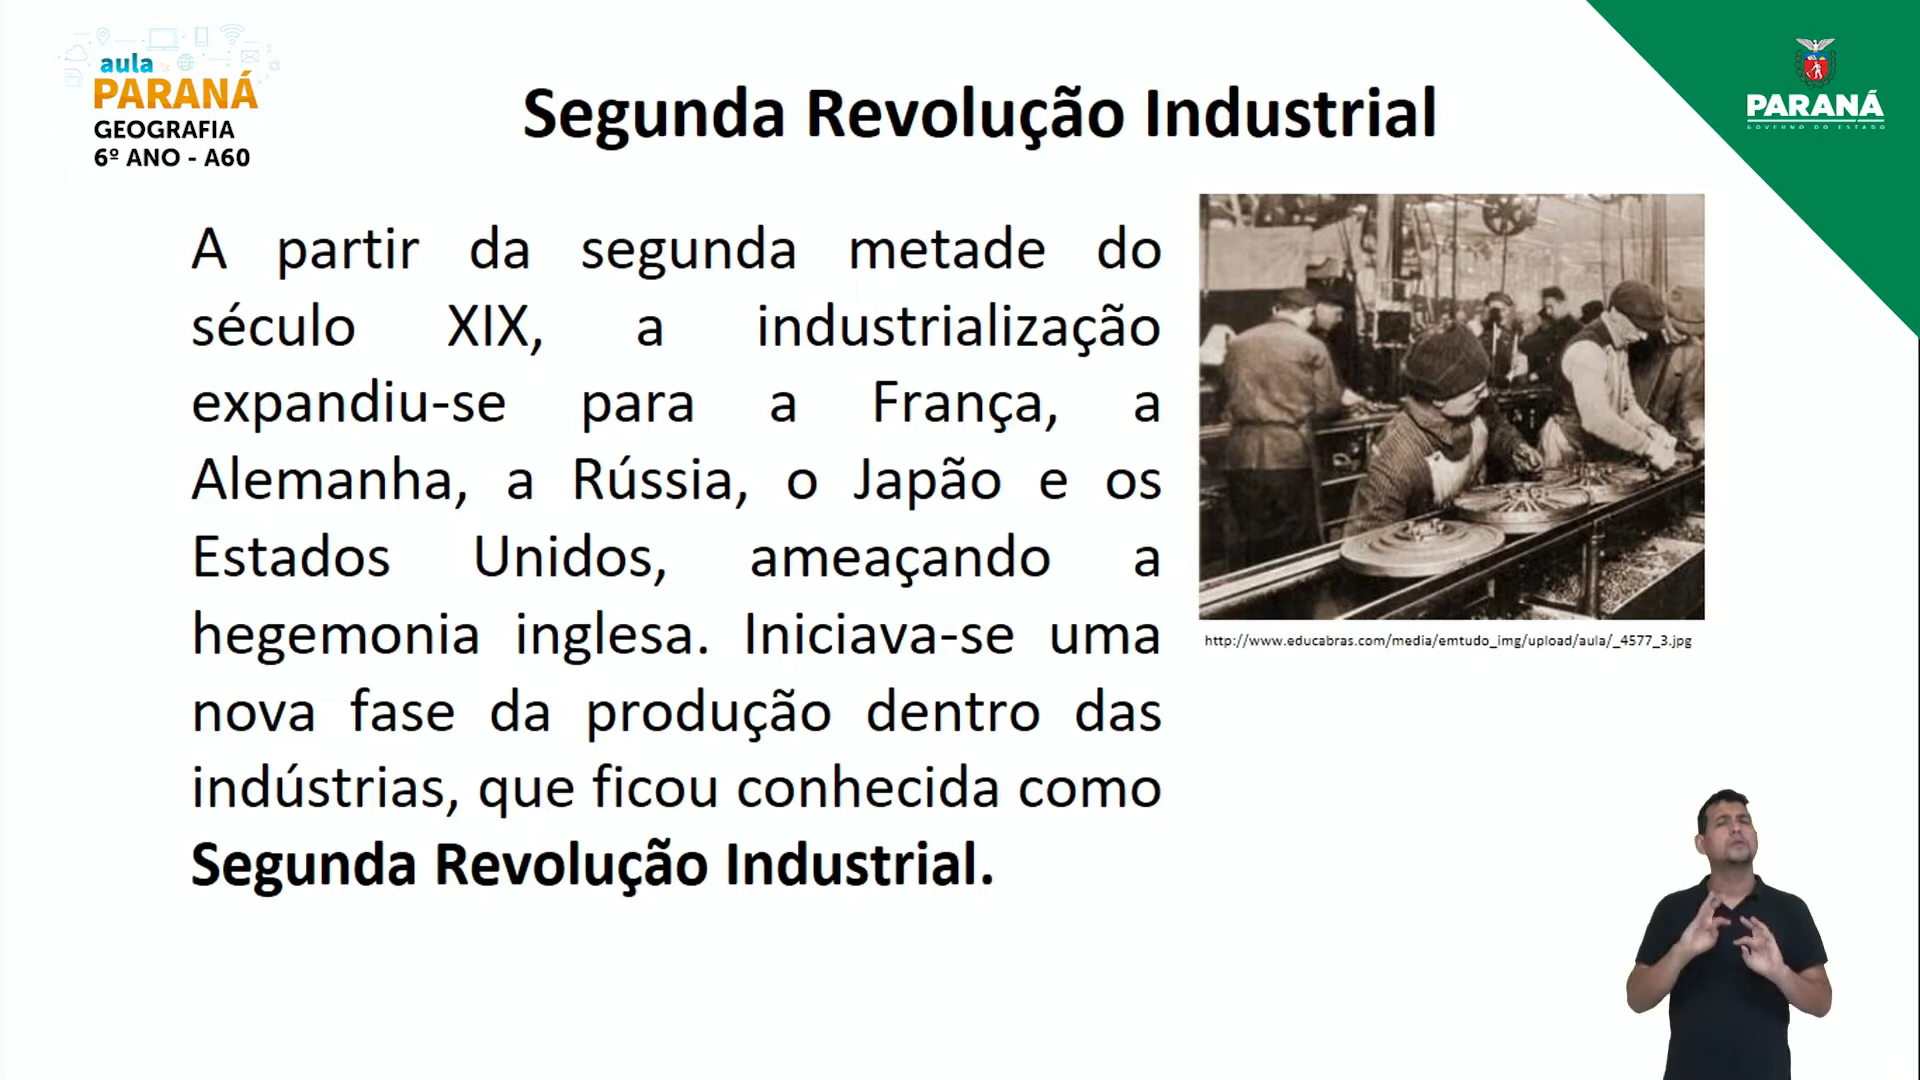 aula
PARANÁ
GEOGRAFIA
6º ANO - A60
Segunda Revolução Industrial
PARANÁ
GOVERNO DO ESTADO
A partir da segunda metade do
século XIX, a industrialização
expandiu-se para a França, a
Alemanha, a Rússia, o Japão e os
Estados Unidos, ameaçando a
hegemonia inglesa. Iniciava-se uma
nova fase da produção dentro das
indústrias, que ficou conhecida como
Segunda Revolução Industrial.
http://www.educabras.com/media/emtudo_img/upload/aula/_4577_3.jpg